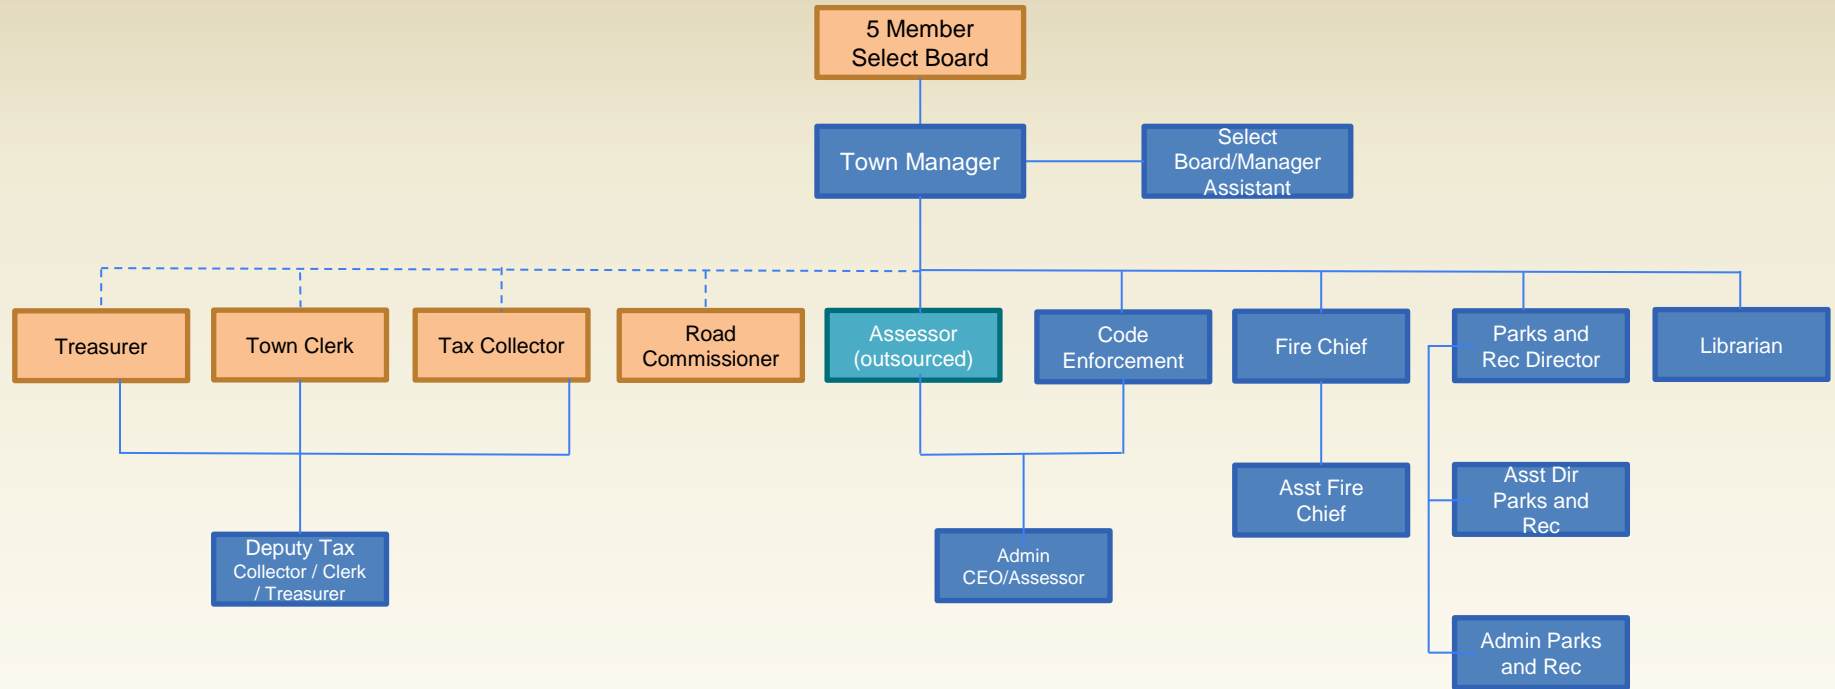 5 Member
Select Board
Town Manager
Select
Board/Manager
Assistant
Treasurer
Town Clerk
Tax Collector
Road
Commissioner
Assessor
(outsourced)
Code
Enforcement
Fire Chief
Parks and
Rec Director
Librarian
Asst Fire
Chief
Asst Dir
Parks and
Rec
Deputy Tax
Collector / Clerk
/ Treasurer
Admin
CEO/Assessor
Admin Parks
and Rec